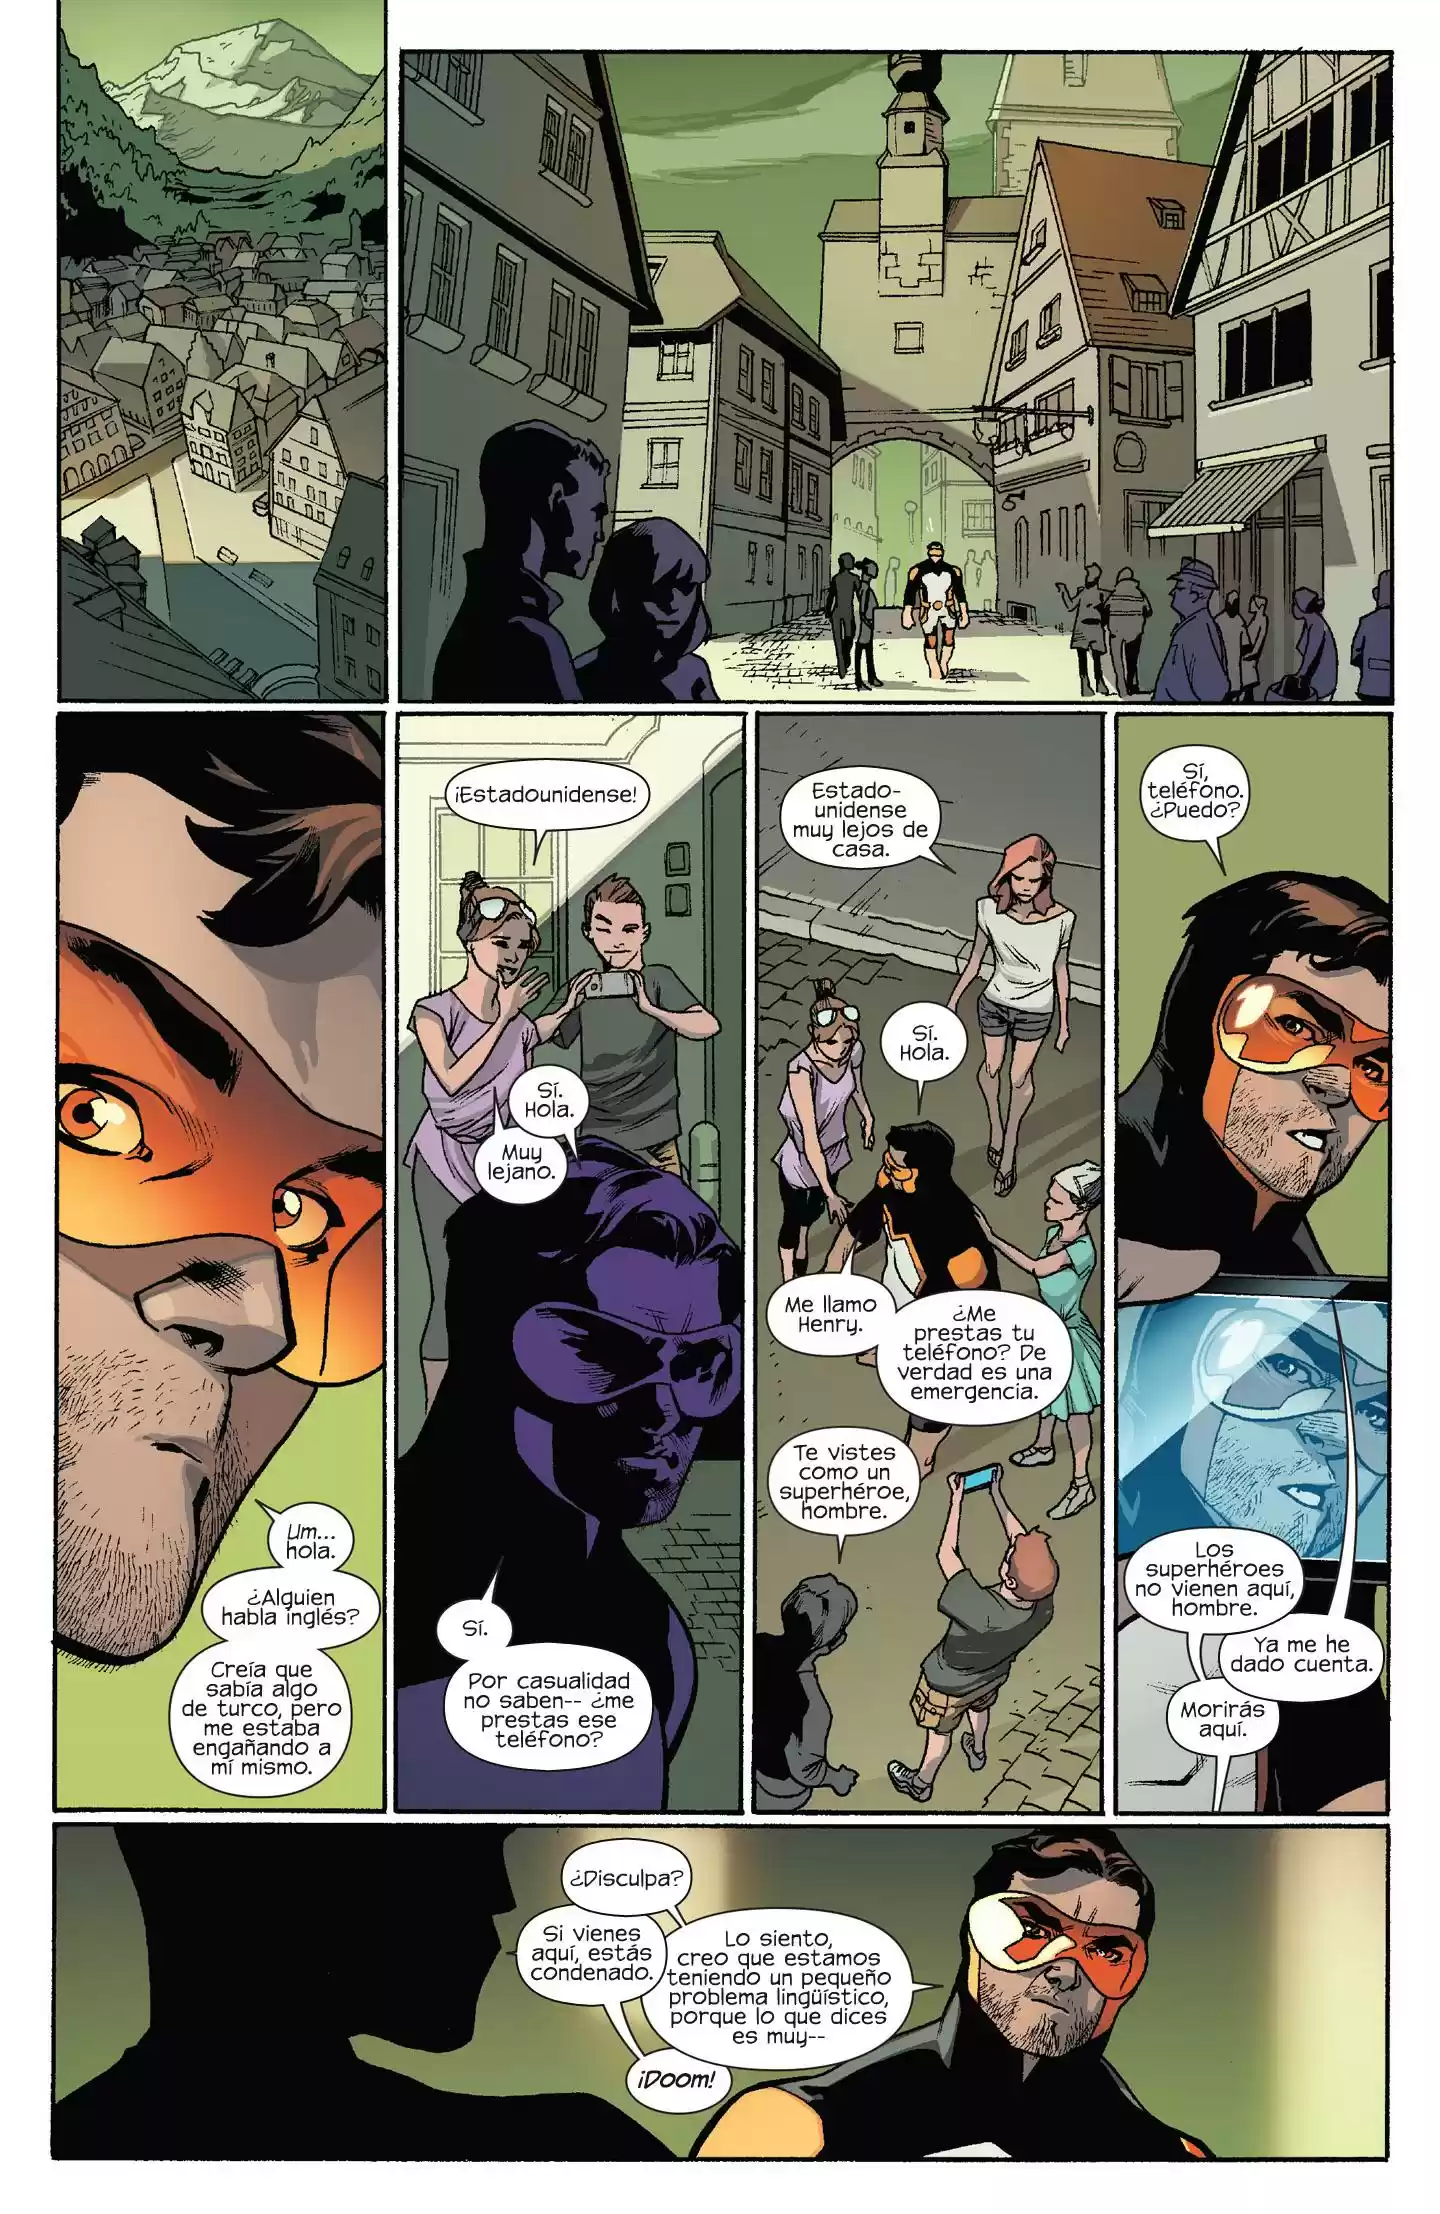 Um...
hola.
¿Alguien
habla inglés?
Creía que
sabía algo
de turco, pero
me estaba
engañando a
mí mismo.
¡Estadounidense!
Sí.
Hola.
Muy
lejano.
Sí.
Por casualidad
no saben-- ¿me
prestas ese
teléfono?
Estado-
unidense
muy lejos de
casa.
Sí.
Hola.
Me llamo
Henry.
¿Me
prestas tu
teléfono? De
verdad es una
emergencia.
Te vistes
como un
superhéroe,
hombre.
Sí,
teléfono.
¿Puedo?
Los
superhéroes
no vienen aquí,
hombre.
Ya me he
dado cuenta.
Morirás
aquí.
¿Disculpa?
Si vienes
aquí, estás
condenado.
Lo siento,
creo que estamos
teniendo un pequeño
problema lingüístico,
porque lo que dices
es muy--
¡Doom!